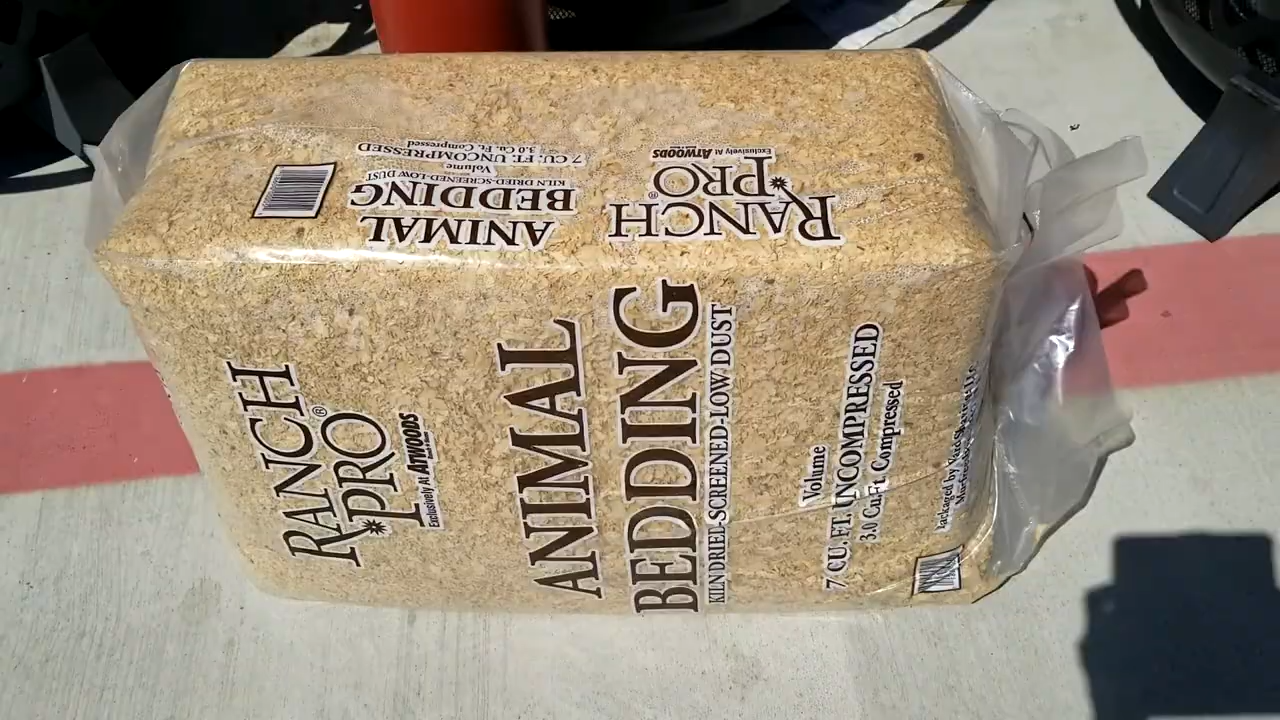 RANCH
PRO®
Exclusively At ATWOODS
ANIMAL
BEDDING
KILN DRIED-SCREENED-LOW DUST
Volume
7 CU. FT. UNCOMPRESSED
3.0 Cu. Ft. Compressed
Packaged by
RANCH
PRO®
Exclusively At ATWOODS
ANIMAL
BEDDING
KILN DRIED-SCREENED-LOW DUST
Volume
7 CU. FT. UNCOMPRESSED
3.0 Cu. Ft. Compressed